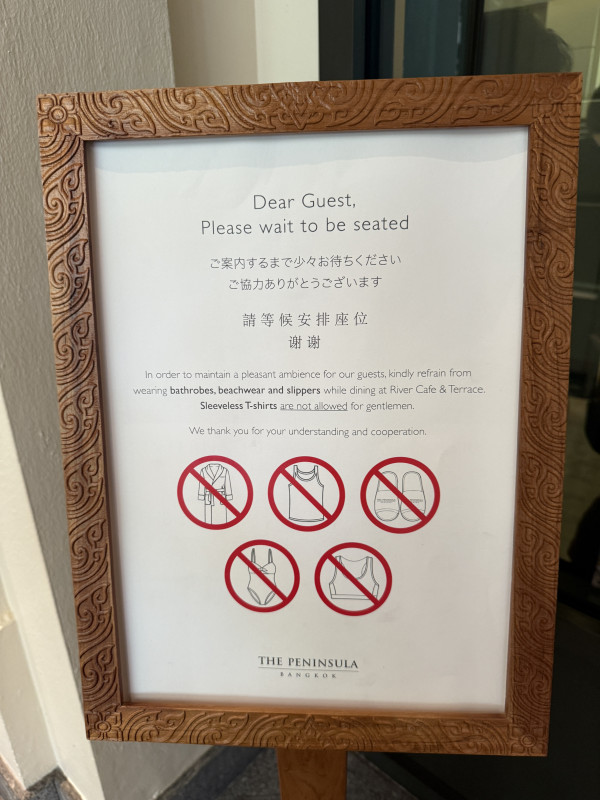 Dear Guest,
Please wait to be seated
ご案内するまで少々お待ちください
ご協力ありがとうございます
請等候安排座位
谢谢
In order to maintain a pleasant ambience for our guests, kindly refrain from
wearing bathrobes, beachwear and slippers while dining at River Cafe & Terrace.
Sleeveless T-shirts are not allowed for gentlemen.
We thank you for your understanding and cooperation.
THE PENINSULA
BANGKOK